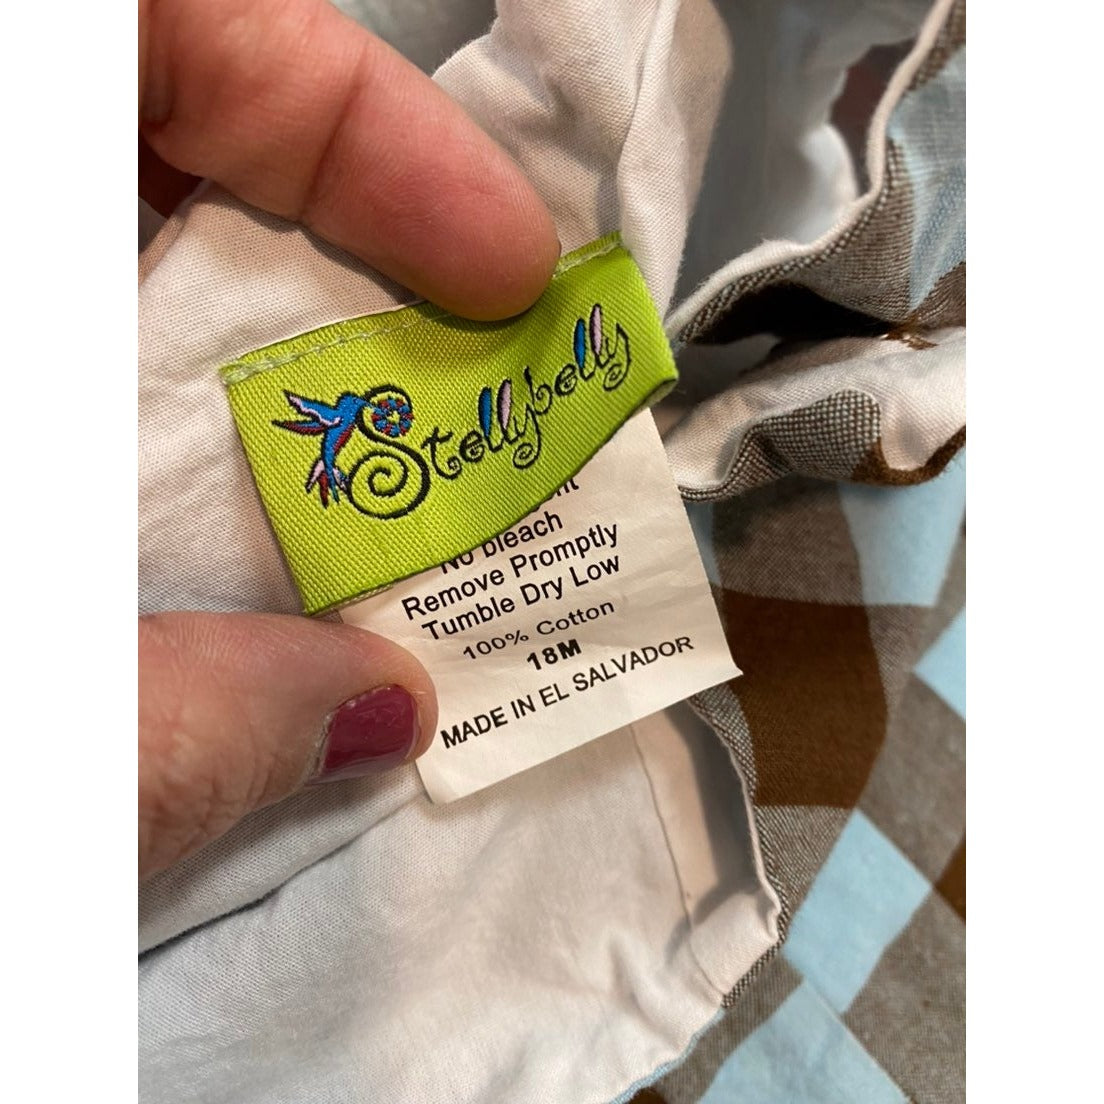 Stellybelly
No bleach
Remove Promptly
Tumble Dry Low
100% Cotton
18M
MADE IN EL SALVADOR